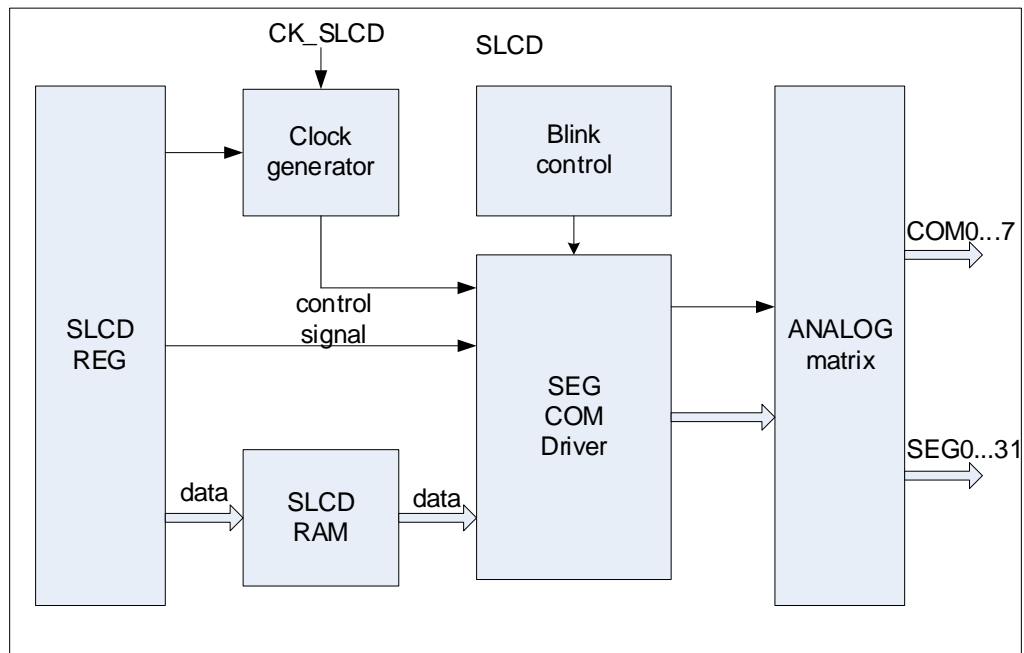 CK_SLCD
SLCD
Clock
generator
Blink
control
COM0...7
control
signal
SLCD
REG
ANALOG
matrix
SEG
COM
Driver
SEG0...31
data
SLCD
RAM
data